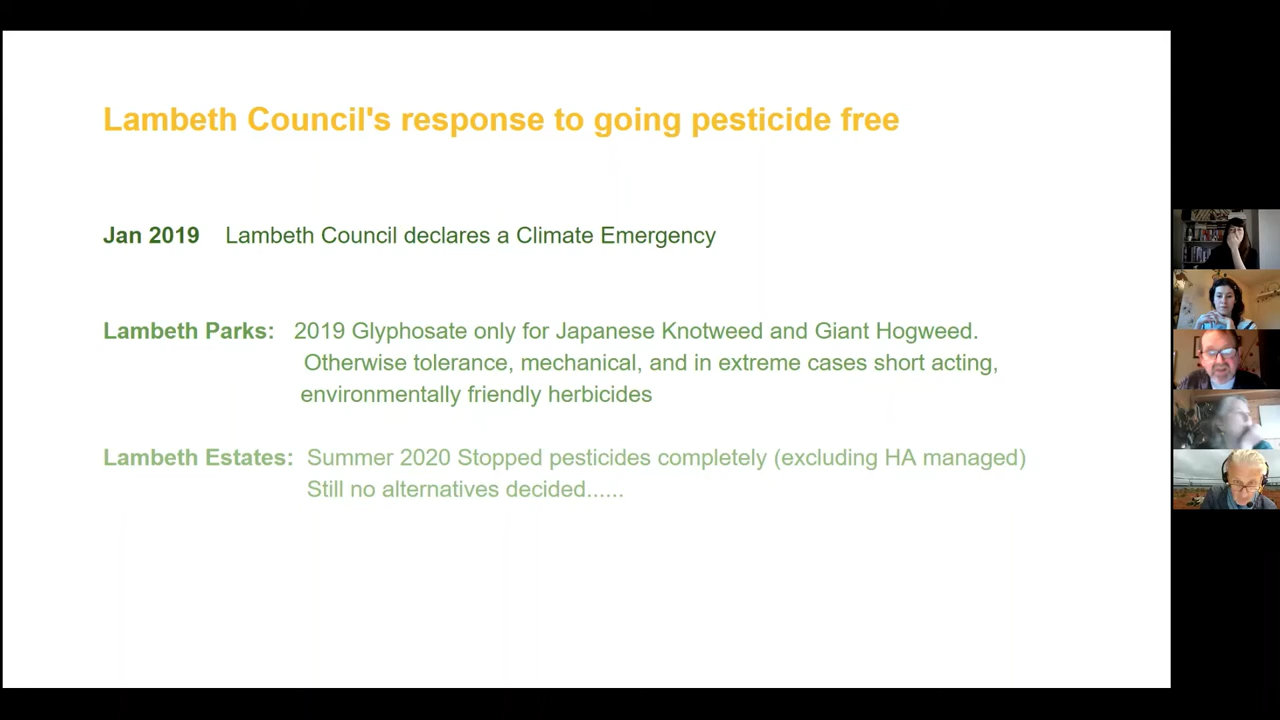 Lambeth Council's response to going pesticide free
Jan 2019 Lambeth Council declares a Climate Emergency
Lambeth Parks: 2019 Glyphosate only for Japanese Knotweed and Giant Hogweed.
Otherwise tolerance, mechanical, and in extreme cases short acting,
environmentally friendly herbicides
Lambeth Estates: Summer 2020 Stopped pesticides completely (excluding HA managed)
Still no alternatives decided......